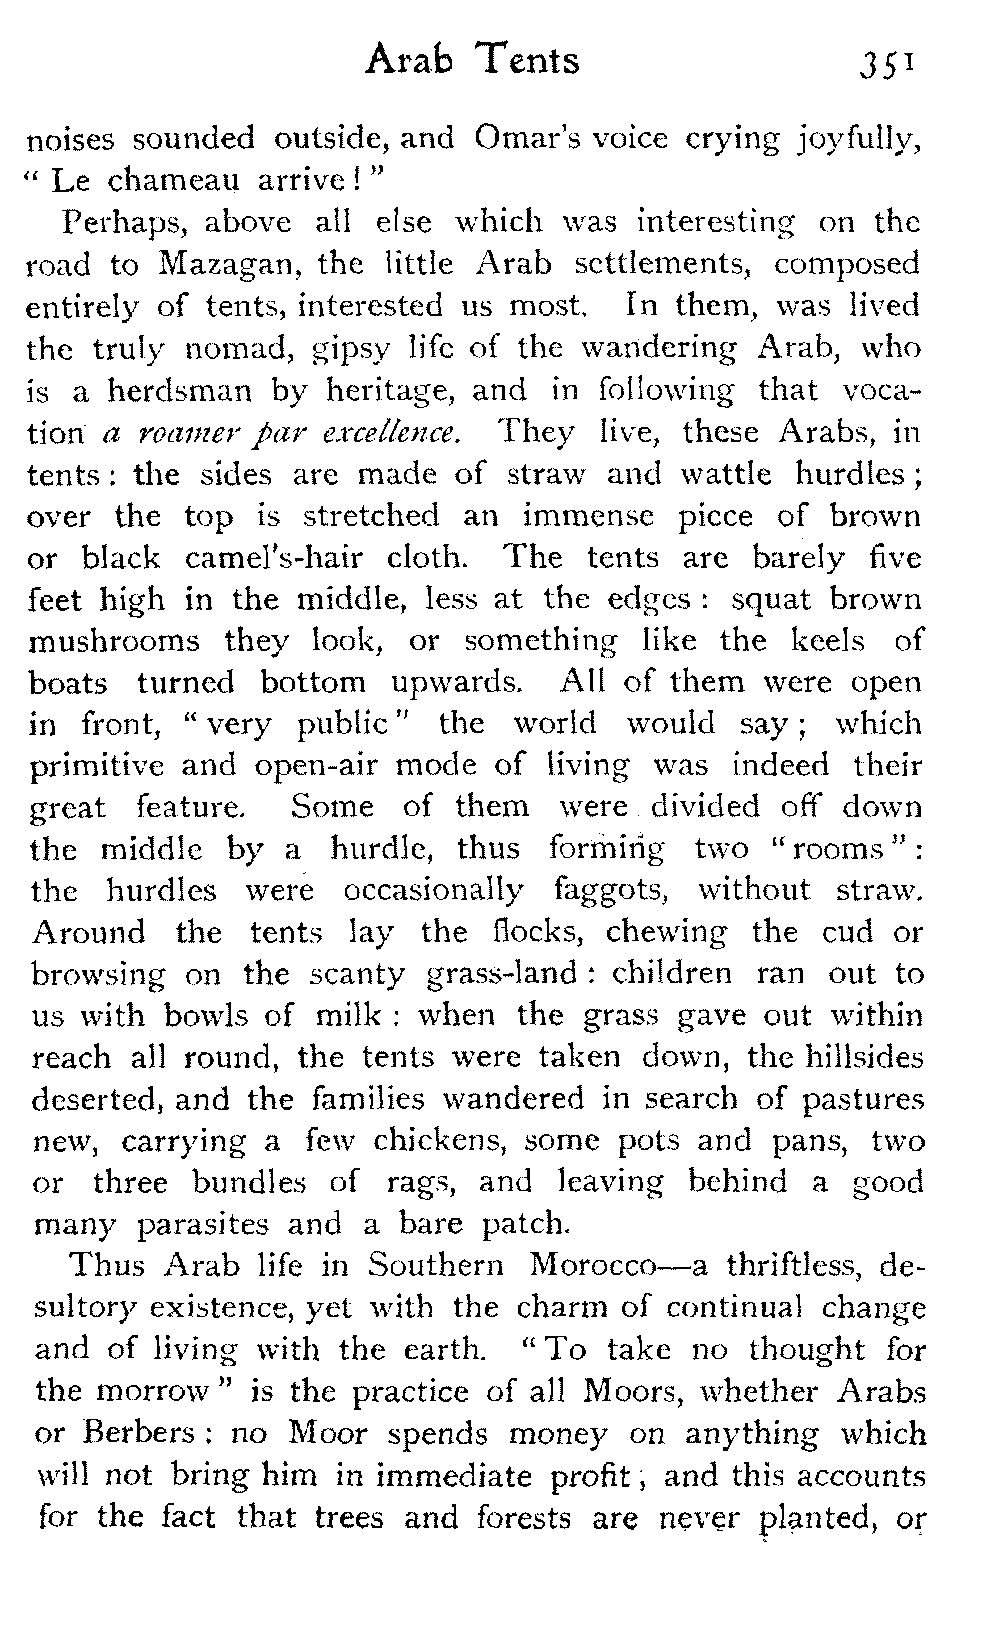 Arab Tents 351
noises sounded outside, and Omar's voice crying joyfully,
" Le chameau arrive ! "
Perhaps, above all else which was interesting on the
road to Mazagan, the little Arab settlements, composed
entirely of tents, interested us most. In them, was lived
the truly nomad, gipsy life of the wandering Arab, who
is a herdsman by heritage, and in following that voca-
tion a roamer par excellence. They live, these Arabs, in
tents : the sides are made of straw and wattle hurdles ;
over the top is stretched an immense piece of brown
or black camel's-hair cloth. The tents are barely five
feet high in the middle, less at the edges : squat brown
mushrooms they look, or something like the keels of
boats turned bottom upwards. All of them were open
in front, " very public " the world would say ; which
primitive and open-air mode of living was indeed their
great feature. Some of them were divided off down
the middle by a hurdle, thus forming two " rooms " :
the hurdles were occasionally faggots, without straw.
Around the tents lay the flocks, chewing the cud or
browsing on the scanty grass-land : children ran out to
us with bowls of milk : when the grass gave out within
reach all round, the tents were taken down, the hillsides
deserted, and the families wandered in search of pastures
new, carrying a few chickens, some pots and pans, two
or three bundles of rags, and leaving behind a good
many parasites and a bare patch.
Thus Arab life in Southern Morocco—a thriftless, de-
sultory existence, yet with the charm of continual change
and of living with the earth. " To take no thought for
the morrow " is the practice of all Moors, whether Arabs
or Berbers : no Moor spends money on anything which
will not bring him in immediate profit ; and this accounts
for the fact that trees and forests are never planted, or